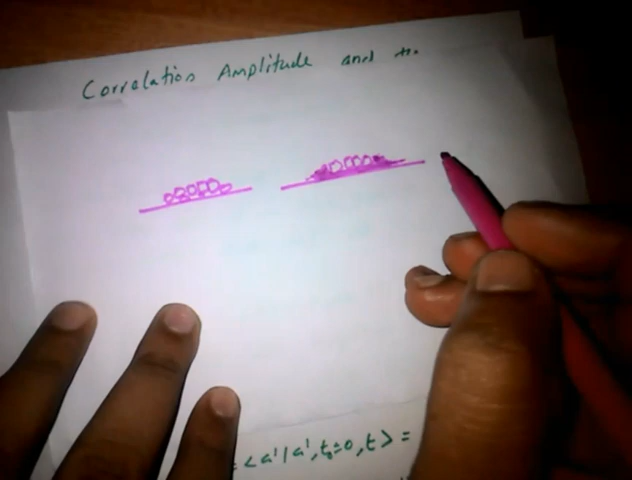 Correlation Amplitude and
= <a'|a', t₀=0, t> =